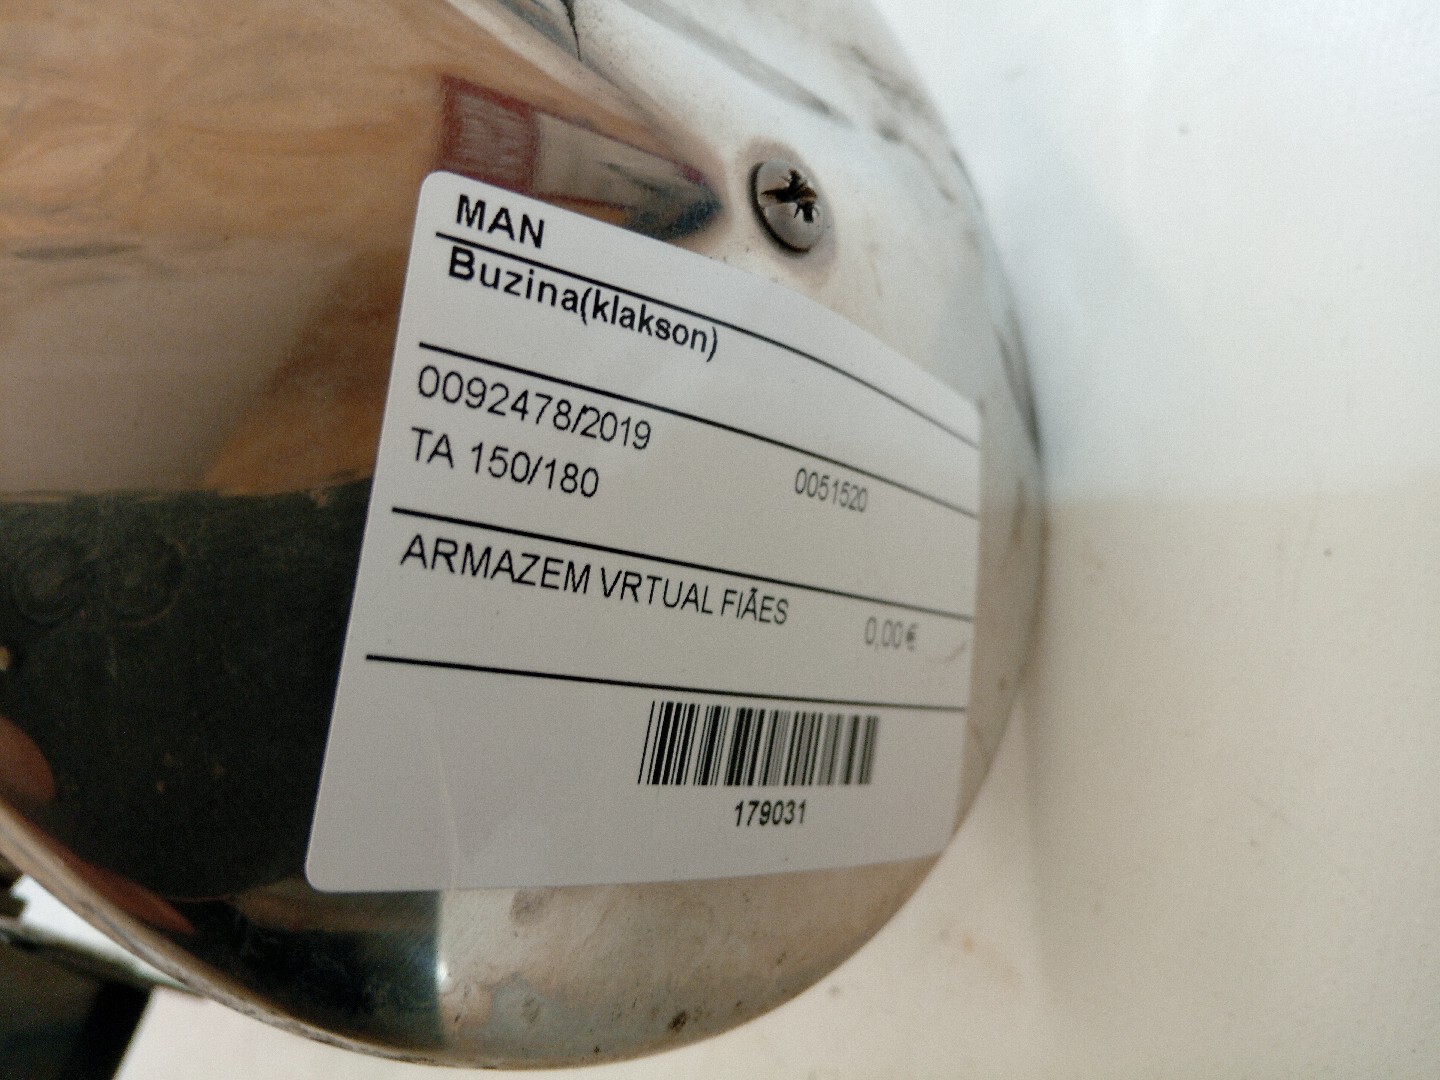 MAN
Buzina(klakson)
0092478/2019
TA 150/180 0051520
ARMAZEM VRTUAL FIÃES
0,00€
179031